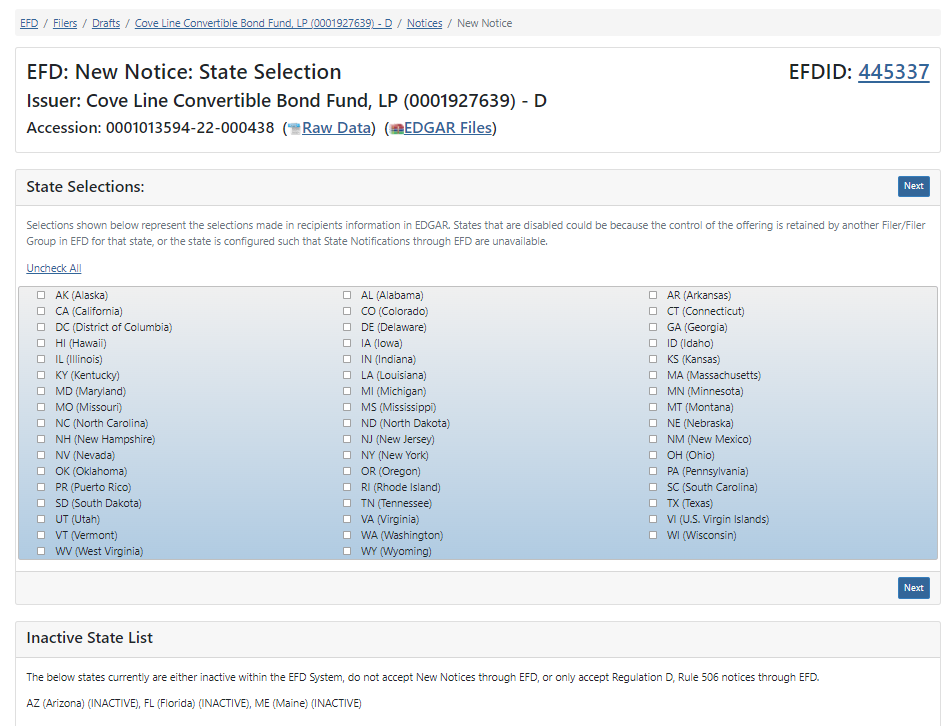 EFD / Filers / Drafts / Cove Line Convertible Bond Fund, LP (0001927639) - D / Notices / New Notice
EFD: New Notice: State Selection EFDID: 445337
Issuer: Cove Line Convertible Bond Fund, LP (0001927639) - D
Accession: 0001013594-22-000438 (Raw Data) (EDGAR Files)
State Selections: Next
Selections shown below represent the selections made in recipients information in EDGAR. States that are disabled could be because the control of the offering is retained by another Filer/Filer
Group in EFD for that state, or the state is configured such that State Notifications through EFD are unavailable.
Uncheck All
AK (Alaska) AL (Alabama) AR (Arkansas)
CA (California) CO (Colorado) CT (Connecticut)
DC (District of Columbia) DE (Delaware) GA (Georgia)
HI (Hawaii) IA (Iowa) ID (Idaho)
IL (Illinois) IN (Indiana) KS (Kansas)
KY (Kentucky) LA (Louisiana) MA (Massachusetts)
MD (Maryland) MI (Michigan) MN (Minnesota)
MO (Missouri) MS (Mississippi) MT (Montana)
NC (North Carolina) ND (North Dakota) NE (Nebraska)
NH (New Hampshire) NJ (New Jersey) NM (New Mexico)
NV (Nevada) NY (New York) OH (Ohio)
OK (Oklahoma) OR (Oregon) PA (Pennsylvania)
PR (Puerto Rico) RI (Rhode Island) SC (South Carolina)
SD (South Dakota) TN (Tennessee) TX (Texas)
UT (Utah) VA (Virginia) VI (U.S. Virgin Islands)
VT (Vermont) WA (Washington) WI (Wisconsin)
WV (West Virginia) WY (Wyoming)
Next
Inactive State List
The below states currently are either inactive within the EFD System, do not accept New Notices through EFD, or only accept Regulation D, Rule 506 notices through EFD.
AZ (Arizona) (INACTIVE), FL (Florida) (INACTIVE), ME (Maine) (INACTIVE)